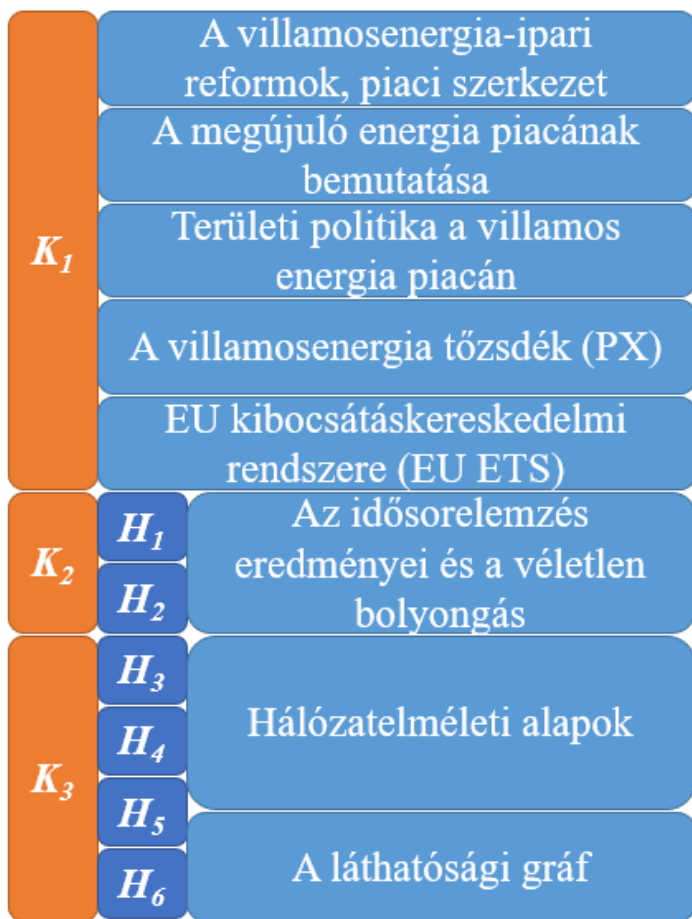 A villamosenergia-ipari
reformok, piaci szerkezet
A megújuló energia piacának
bemutatása
K₁
Területi politika a villamos
energia piacán
A villamosenergia tőzsdék (PX)
EU kibocsátáskereskedelmi
rendszere (EU ETS)
K₂
H₁
H₂
Az idősorelemzés
eredményei és a véletlen
bolyongás
K₃
H₃
H₄
H₅
H₆
Hálózatelméleti alapok
A láthatósági gráf